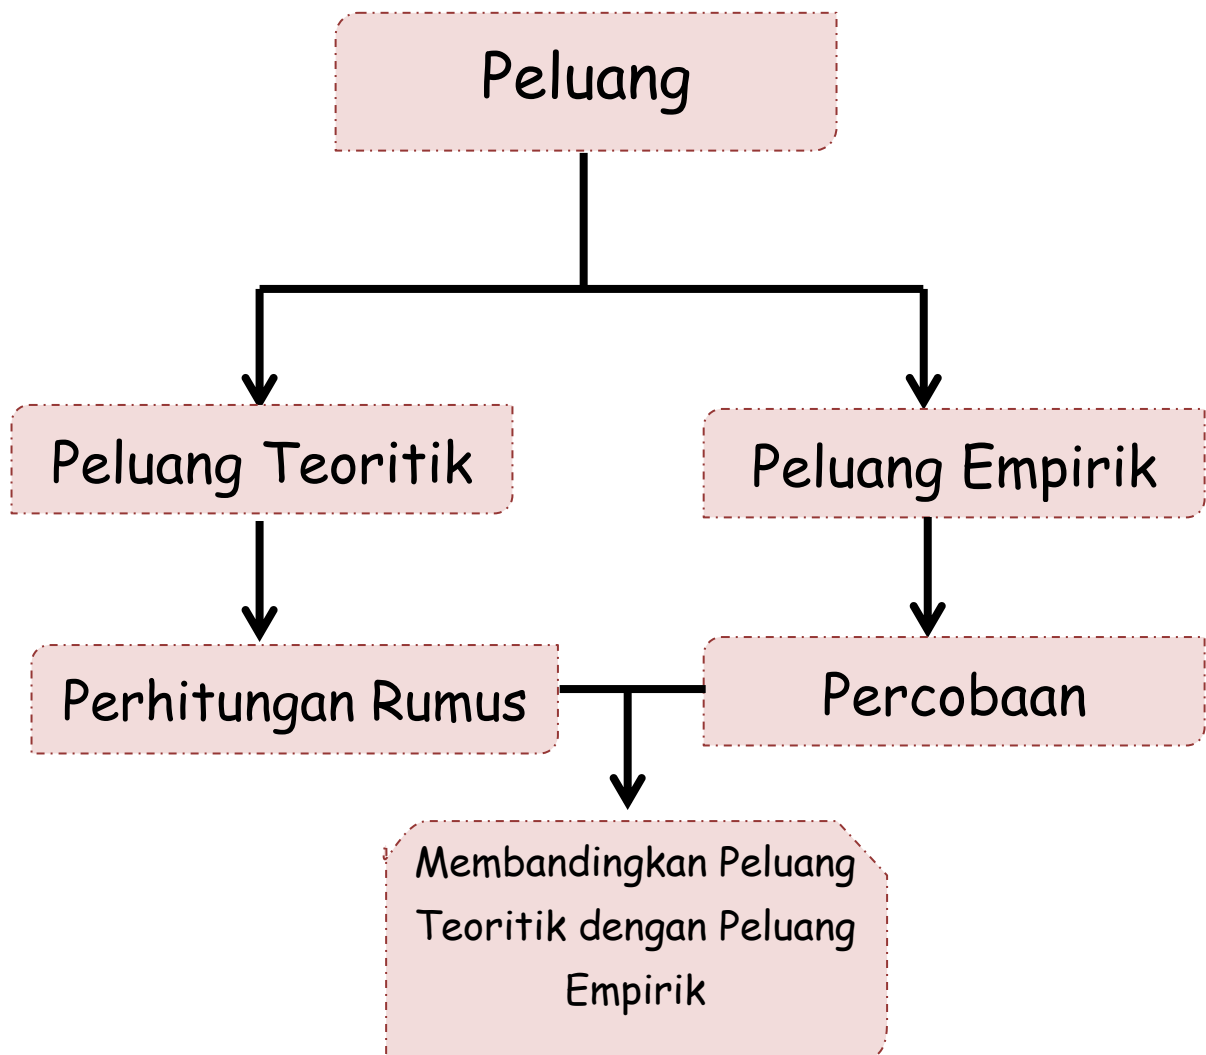 Peluang
Peluang Teoritik
Peluang Empirik
Perhitungan Rumus
Percobaan
Membandingkan Peluang
Teoritik dengan Peluang
Empirik